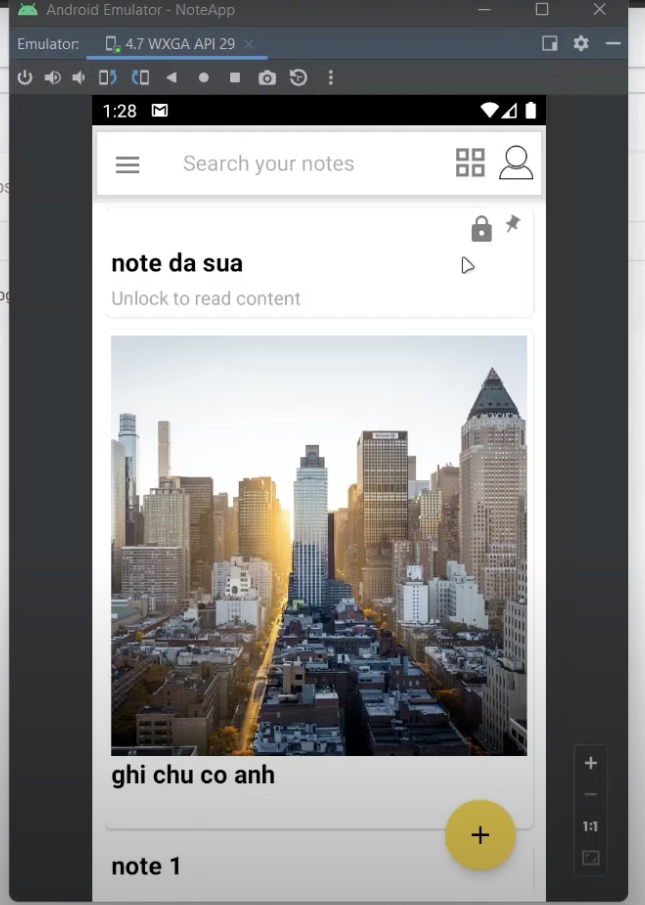 Android Emulator - NoteApp
Emulator: 4.7 WXGA API 29
1:28
Search your notes
note da sua
Unlock to read content
ghi chu co anh
note 1
1:1